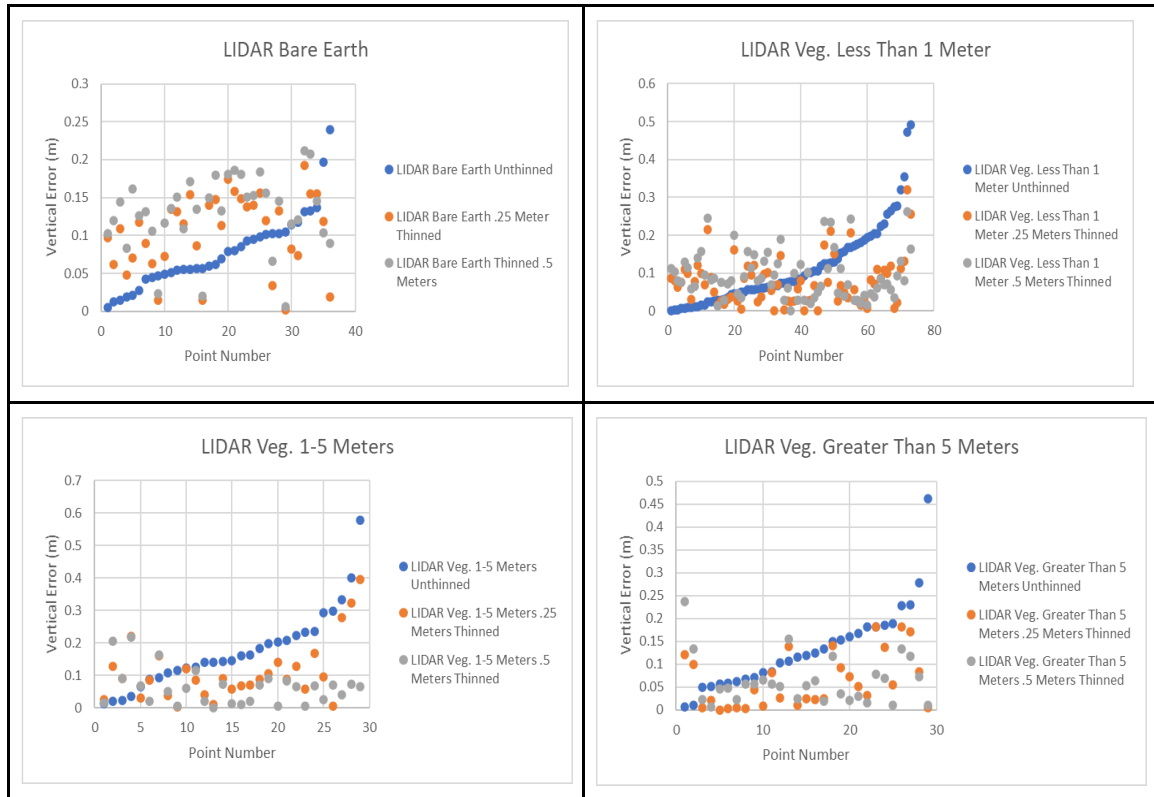 LIDAR Bare Earth
0.3
0.25
0.2
0.15
0.1
0.05
0
Vertical Error (m)
0 10 20 30 40
Point Number
LIDAR Bare Earth Unthinned
LIDAR Bare Earth .25 Meter
Thinned
LIDAR Bare Earth Thinned .5
Meters
LIDAR Veg. Less Than 1 Meter
0.6
0.5
0.4
0.3
0.2
0.1
0
Vertical Error (m)
0 20 40 60 80
Point Number
LIDAR Veg. Less Than 1
Meter Unthinned
LIDAR Veg. Less Than 1
Meter .25 Meters Thinned
LIDAR Veg. Less Than 1
Meter .5 Meters Thinned
LIDAR Veg. 1-5 Meters
0.7
0.6
0.5
0.4
0.3
0.2
0.1
0
Vertical Error (m)
0 5 10 15 20 25 30
Point Number
LIDAR Veg. 1-5 Meters
Unthinned
LIDAR Veg. 1-5 Meters .25
Meters Thinned
LIDAR Veg. 1-5 Meters .5
Meters Thinned
LIDAR Veg. Greater Than 5 Meters
0.5
0.45
0.4
0.35
0.3
0.25
0.2
0.15
0.1
0.05
0
Vertical Error (m)
0 10 20 30
Point Number
LIDAR Veg. Greater Than 5
Meters Unthinned
LIDAR Veg. Greater Than 5
Meters .25 Meters Thinned
LIDAR Veg. Greater Than 5
Meters .5 Meters Thinned